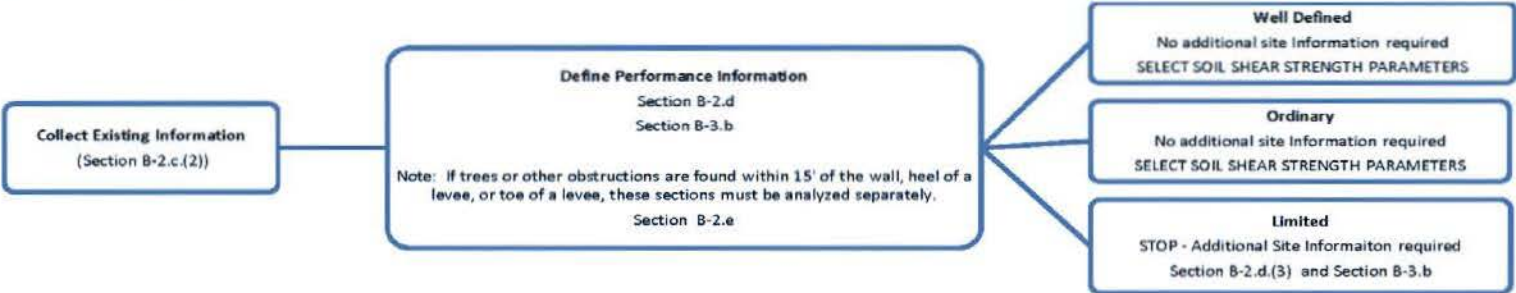 Collect Existing Information
(Section B-2.c.(2))
Define Performance Information
Section B-2.d
Section B-3.b
Note: If trees or other obstructions are found within 15' of the wall, heel of a
levee, or toe of a levee, these sections must be analyzed separately.
Section B-2.e
Well Defined
No additional site Information required
SELECT SOIL SHEAR STRENGTH PARAMETERS
Ordinary
No additional site Information required
SELECT SOIL SHEAR STRENGTH PARAMETERS
Limited
STOP - Additional Site Informaiton required
Section B-2.d.(3) and Section B-3.b